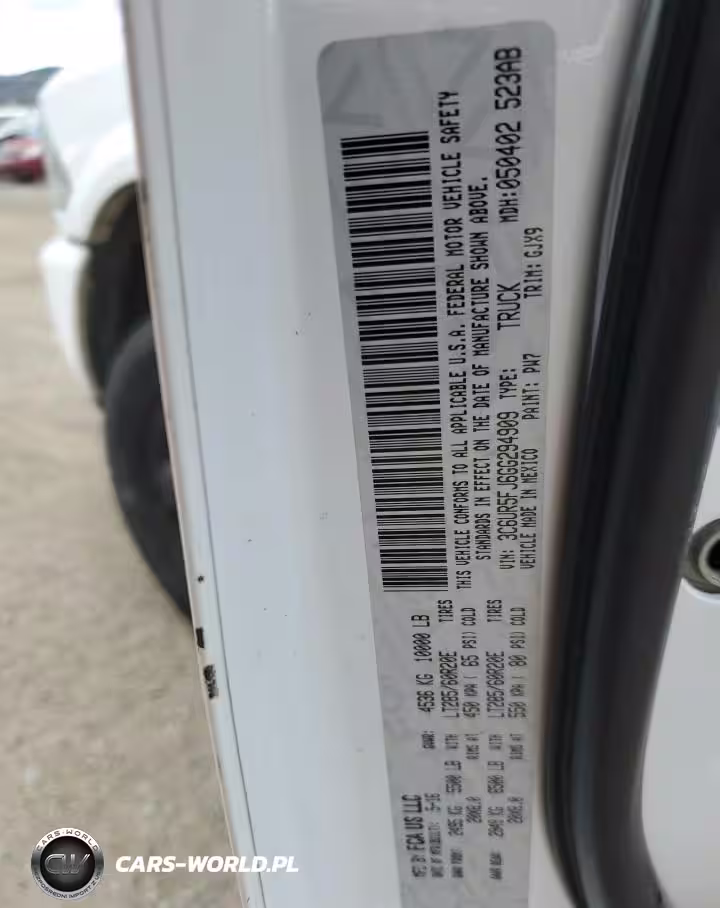 MFD BY: FCA US LLC
DATE OF MFR: 5-16 GVWR: 4536 KG 10000 LB
GAWR FRONT: 2495 KG 5500 LB WITH LT285/60R20E TIRES
20X8.0 RIMS AT 450 KPA ( 65 PSI) COLD
GAWR REAR: 2949 KG 6500 LB WITH LT285/60R20E TIRES
20X8.0 RIMS AT 550 KPA ( 80 PSI) COLD
THIS VEHICLE CONFORMS TO ALL APPLICABLE U.S.A. FEDERAL MOTOR VEHICLE SAFETY
STANDARDS IN EFFECT ON THE DATE OF MANUFACTURE SHOWN ABOVE.
VIN: 3C6UR5FJ6GG294909 TYPE: TRUCK MDH:050402 523AB
VEHICLE MADE IN MEXICO PAINT: PW7 TRIM: GJX9
CW
CARS-WORLD.PL